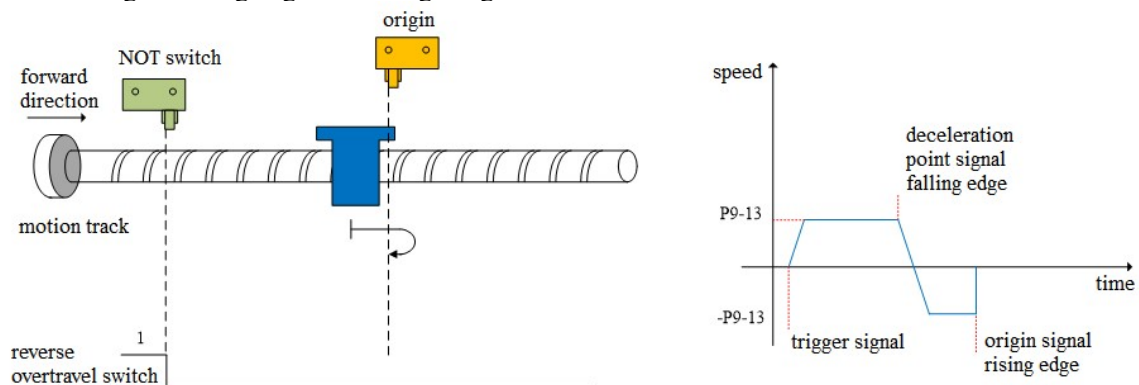 origin
NOT switch
forward
direction
motion track
1
reverse
overtravel switch
speed
deceleration
point signal
falling edge
P9-13
time
-P9-13
trigger signal
origin signal
rising edge